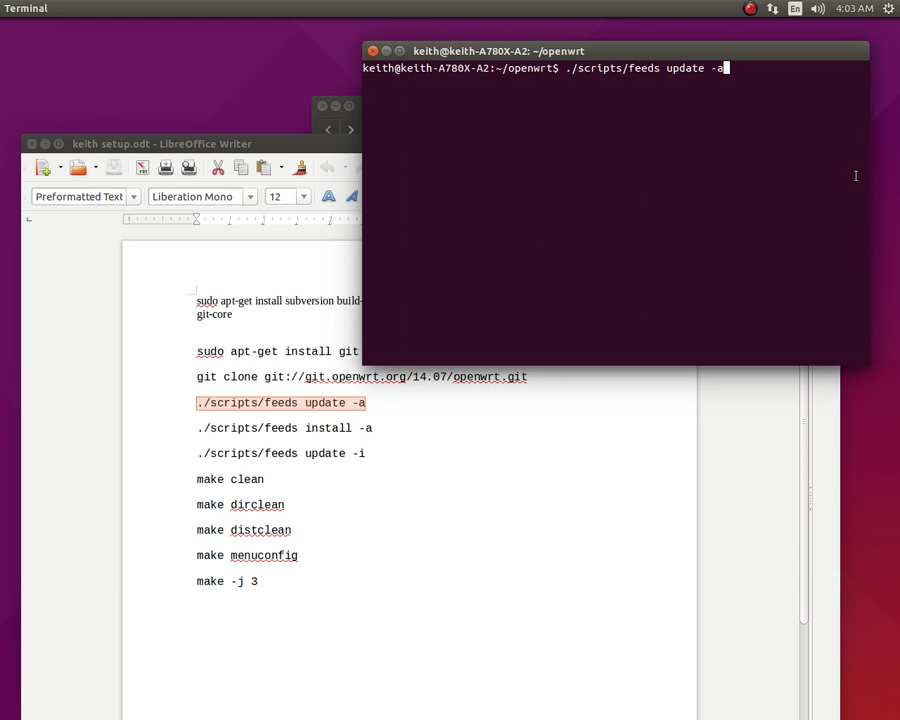 Terminal
En
4:03 AM
keith@keith-A780X-A2: ~/openwrt
keith@keith-A780X-A2:~/openwrt$ ./scripts/feeds update -a
keith setup.odt - LibreOffice Writer
Preformatted Text
Liberation Mono
12
sudo apt-get install subversion build-
git-core
sudo apt-get install git
git clone git://git.openwrt.org/14.07/openwrt.git
./scripts/feeds update -a
./scripts/feeds install -a
./scripts/feeds update -i
make clean
make dirclean
make distclean
make menuconfig
make -j 3